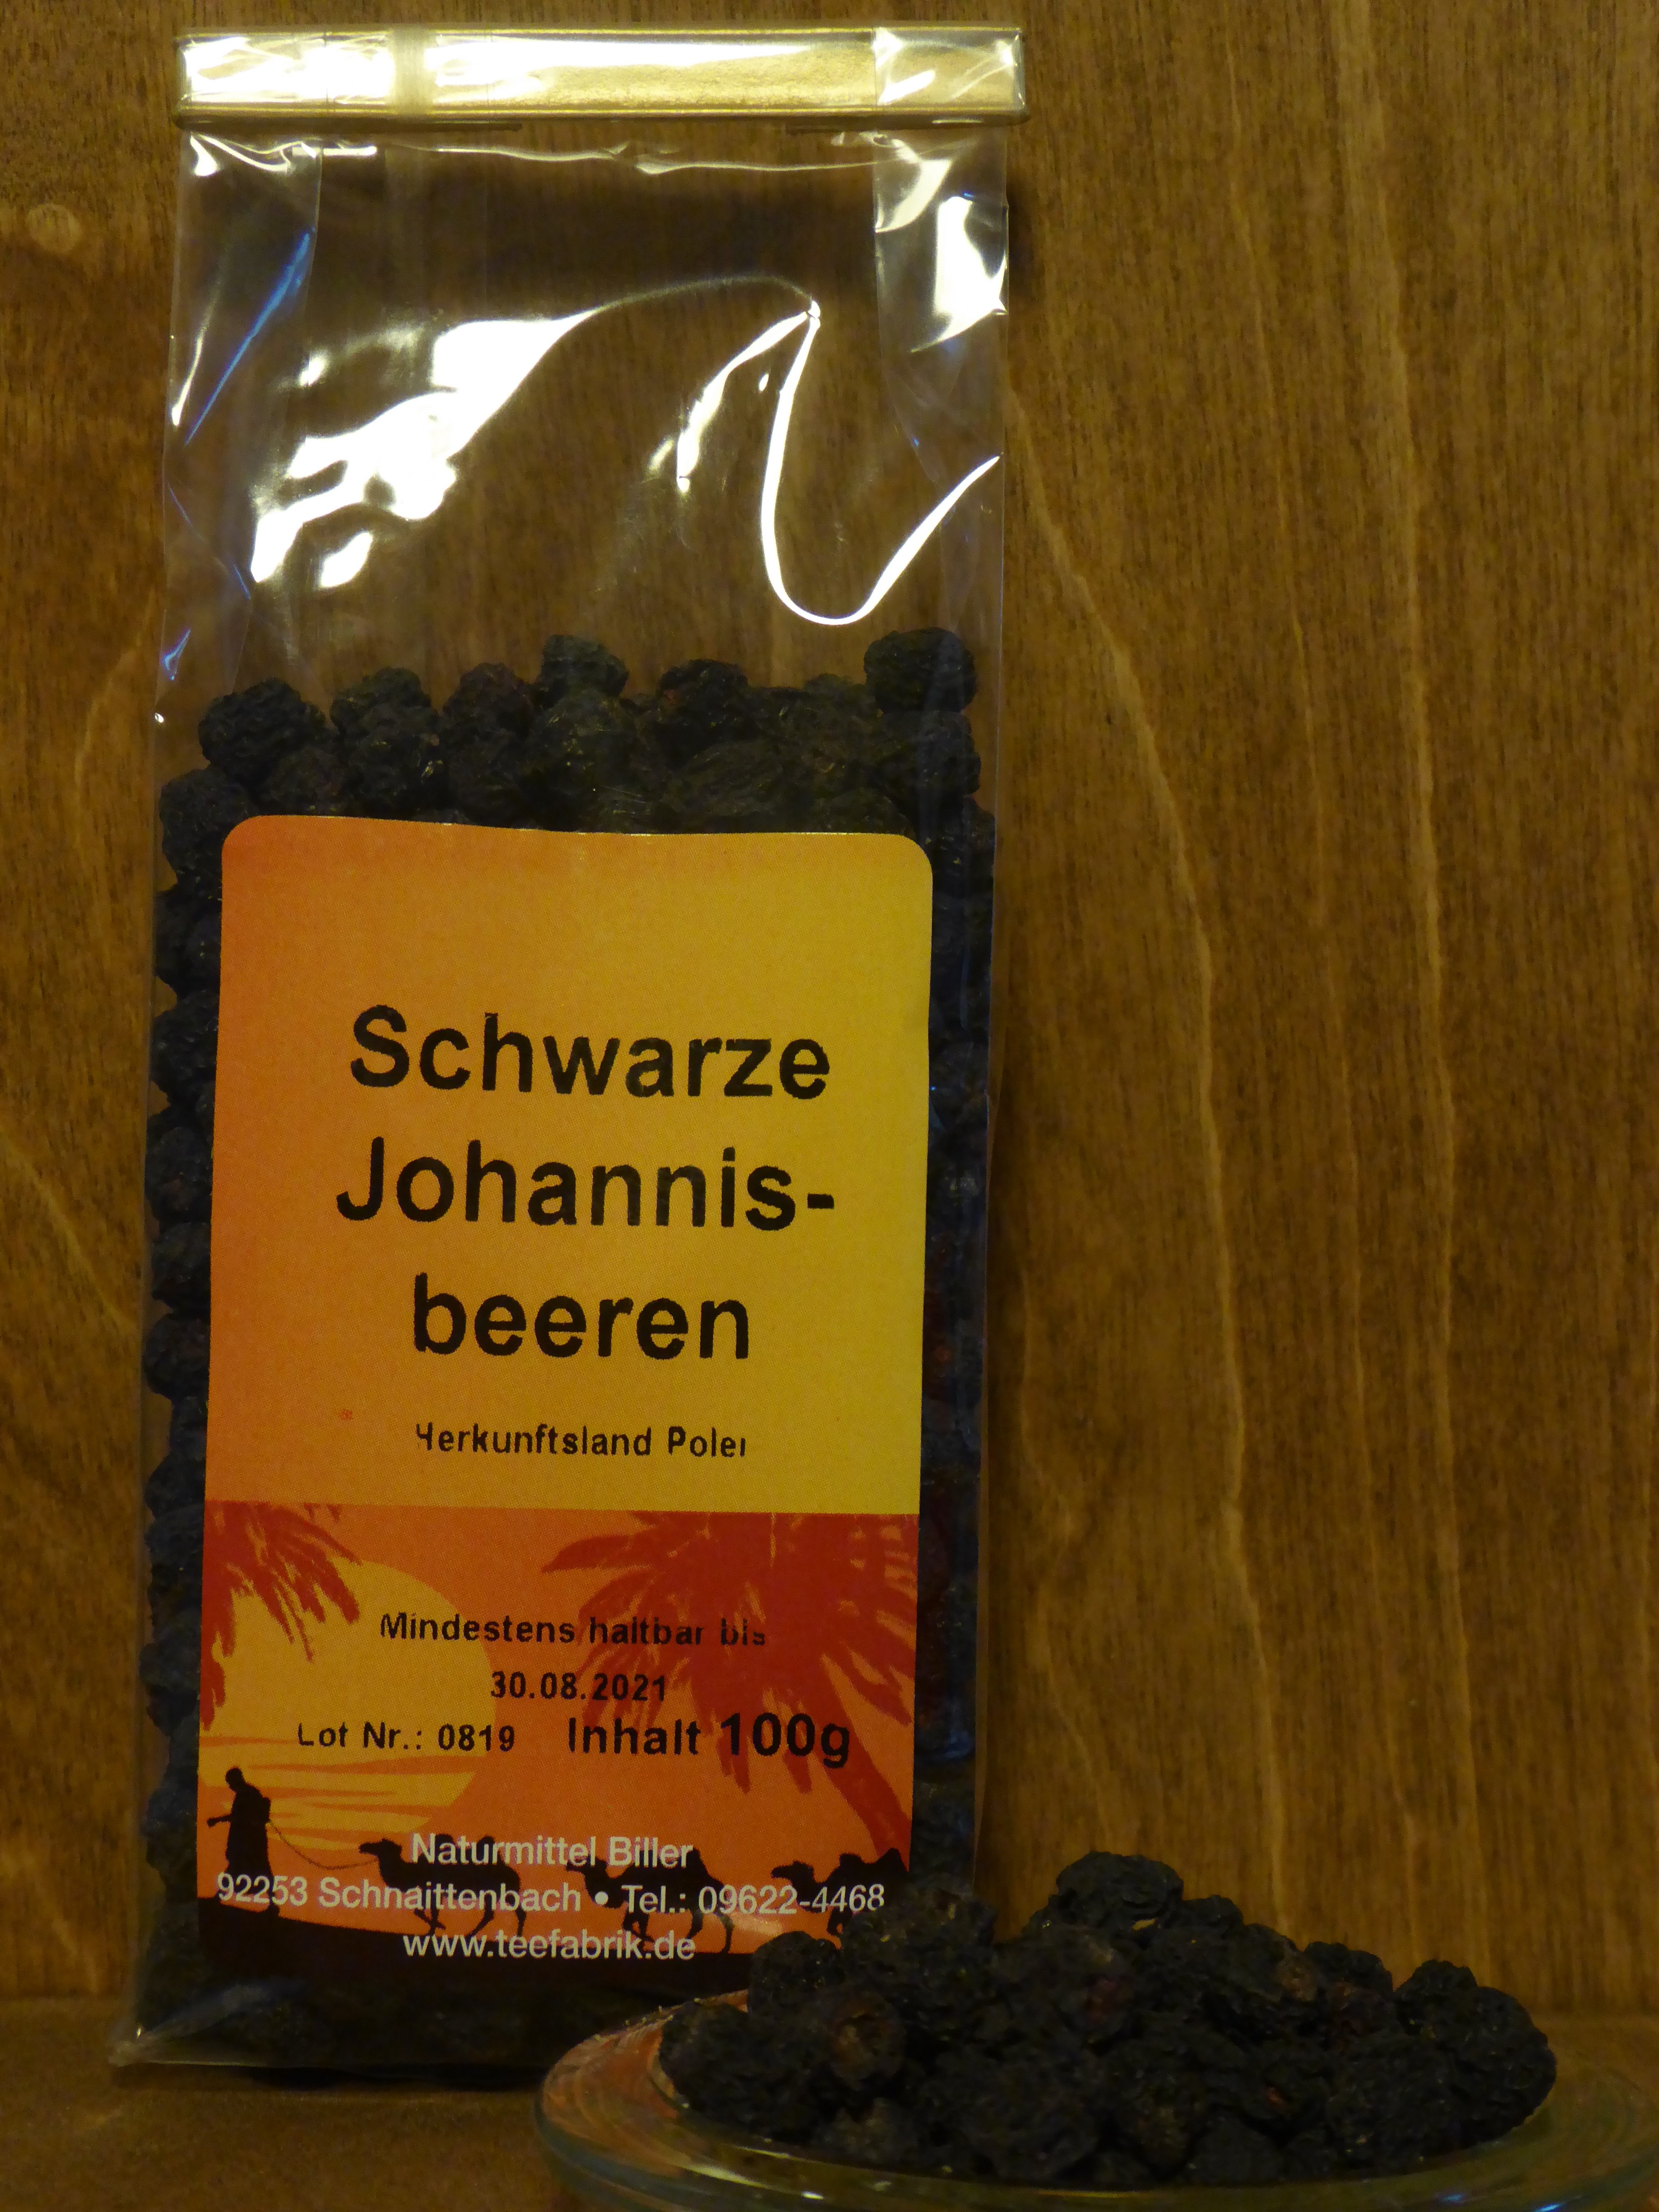 Schwarze
Johannis-
beeren
Herkunftsland Polen
Mindestens haltbar bis
30.08.2021
Lot Nr.: 0819 Inhalt 100g
Naturmittel Biller
92253 Schnaittenbach • Tel.: 09622-4468
www.teefabrik.de